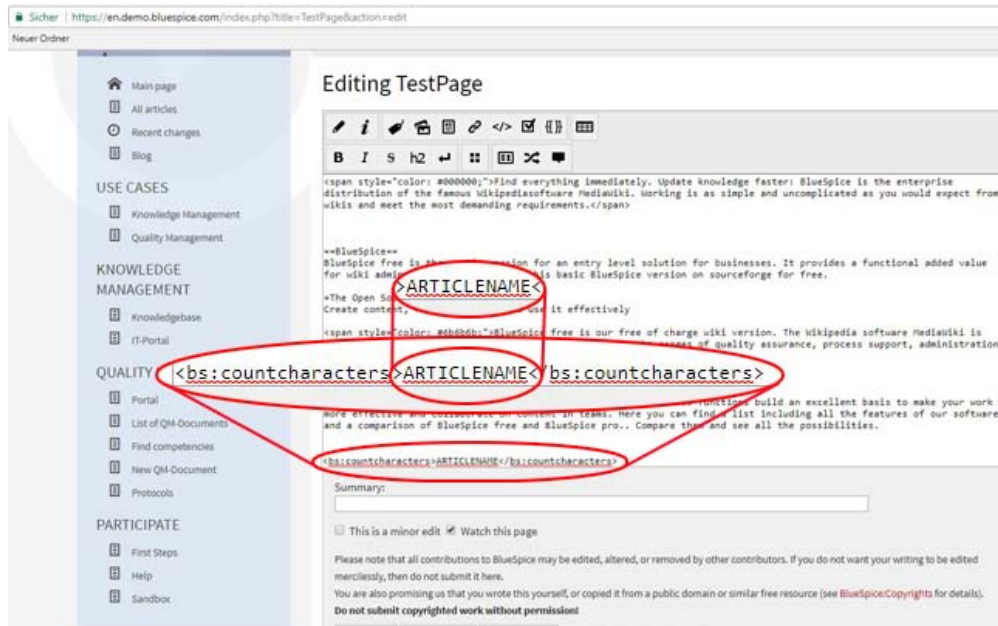 Sicher | https://en.demo.bluespice.com/index.php?title=TestPage&action=edit
Neuer Ordner
Main page
All articles
Recent changes
Blog
USE CASES
Knowledge Management
Quality Management
KNOWLEDGE
MANAGEMENT
Knowledgebase
IT-Portal
QUALITY
Portal
List of QM-Documents
Find competencies
New QM-Document
Protocols
PARTICIPATE
First Steps
Help
Sandbox
Editing TestPage
B I S h2
<span style="color: #000000;">Find everything immediately. Update knowledge faster: BlueSpice is the enterprise
distribution of the famous Wikipediasoftware MediaWiki. Working is as simple and uncomplicated as you would expect from
wikis and meet the most demanding requirements.</span>
==BlueSpice==
BlueSpice free is the version for an entry level solution for businesses. It provides a functional added value
for wiki basic BlueSpice version on sourceforge for free.
>ARTICLENAME<
=The Open
Create content, use it effectively
<span style="color: #6b6b6b;">BlueSpice free is our free of charge wiki version. The Wikipedia software MediaWiki is
of quality assurance, process support, administration
<bs:countcharacters>ARTICLENAME</bs:countcharacters>
functions build an excellent basis to make your work
more effective and collaborate on content in teams. Here you can find a list including all the features of our software
and a comparison of BlueSpice free and BlueSpice pro.. Compare them and see all the possibilities.
<bs:countcharacters>ARTICLENAME</bs:countcharacters>
Summary:
This is a minor edit Watch this page
Please note that all contributions to BlueSpice may be edited, altered, or removed by other contributors. If you do not want your writing to be edited
mercilessly, then do not submit it here.
You are also promising us that you wrote this yourself, or copied it from a public domain or similar free resource (see BlueSpice:Copyrights for details).
Do not submit copyrighted work without permission!